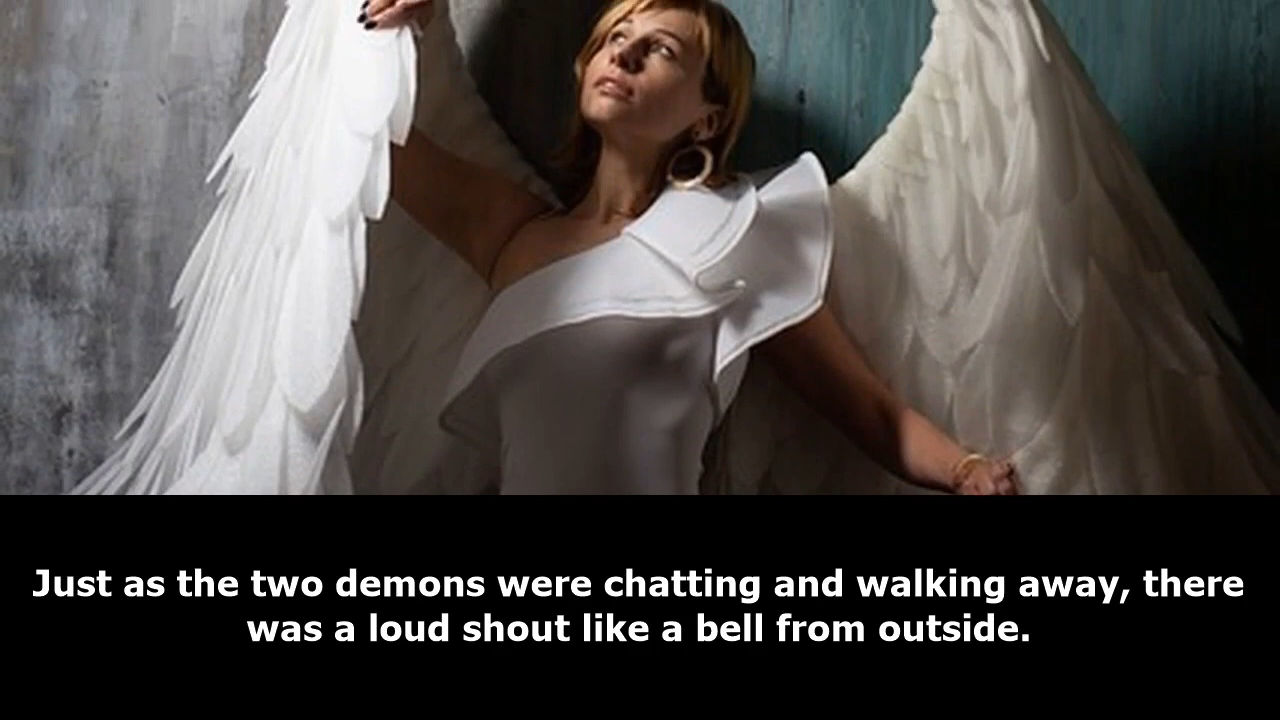 Just as the two demons were chatting and walking away, there
was a loud shout like a bell from outside.